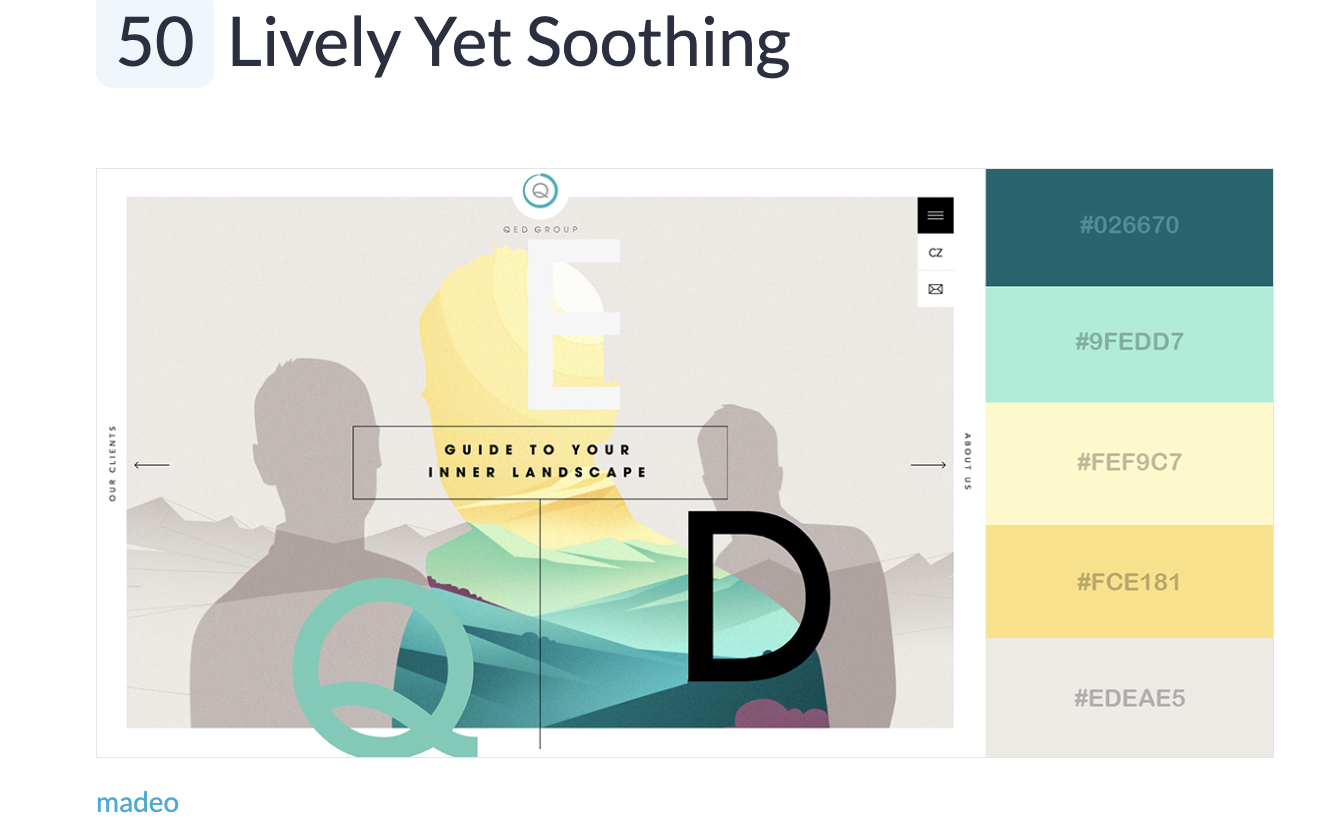 50 Lively Yet Soothing
Q
QED GROUP
E
CZ
OUR CLIENTS
GUIDE TO YOUR
INNER LANDSCAPE
ABOUT US
D
Q
#026670
#9FEDD7
#FEF9C7
#FCE181
#EDEAE5
madeo